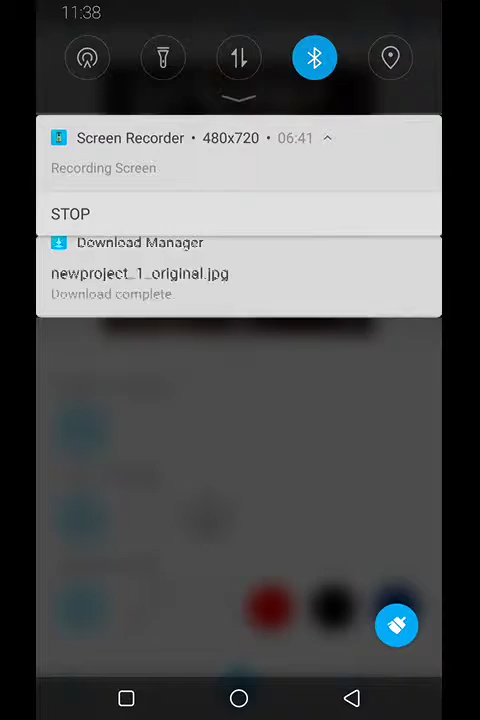 11:38
Screen Recorder • 480x720 • 06:41
Recording Screen
STOP
Download Manager
newproject_1_original.jpg
Download complete